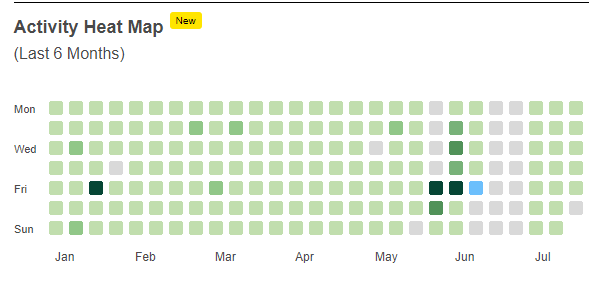 Activity Heat Map New
(Last 6 Months)
Mon
Wed
Fri
Sun
Jan Feb Mar Apr May Jun Jul